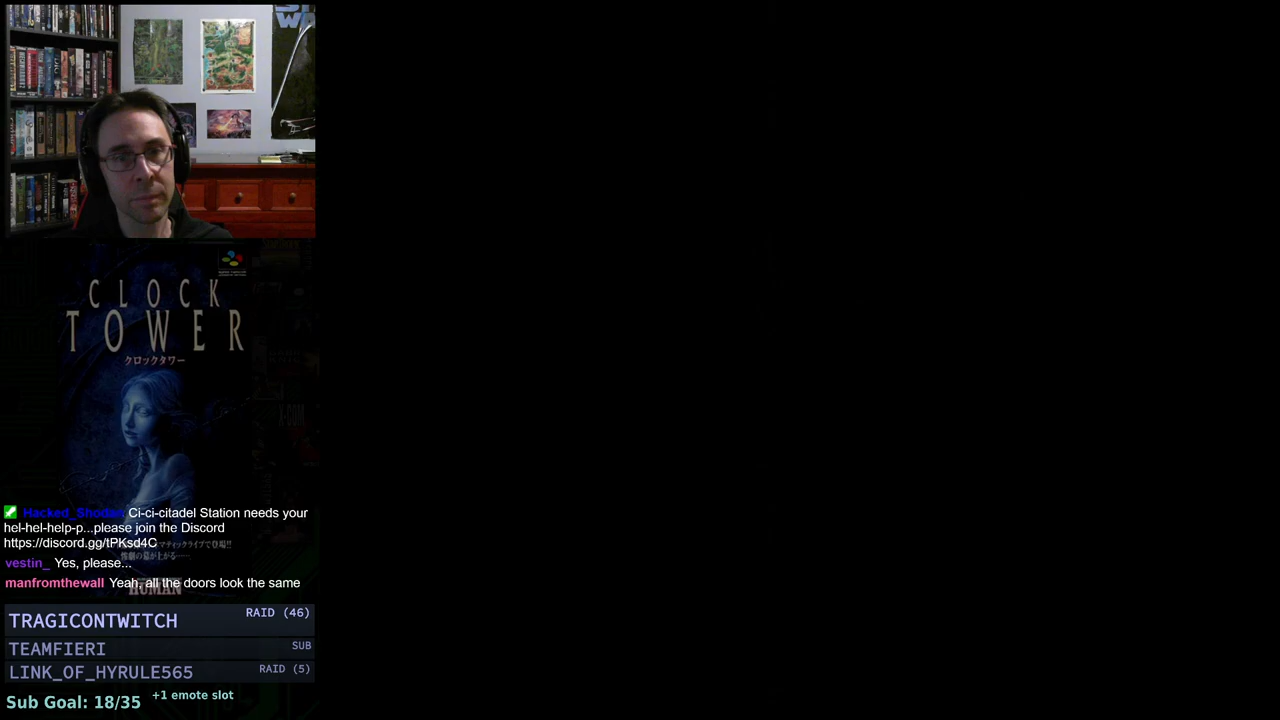 CLOCK
TOWER
クロックタワー
Hacked_Shodan Ci-ci-citadel Station needs your
hel-hel-help-p...please join the Discord
https://discord.gg/tPKsd4C
vestin_ Yes, please...
manfromthewall Yeah, all the doors look the same
HUMAN
TRAGICONTWITCH RAID (46)
TEAMFIERI SUB
LINK_OF_HYRULE565 RAID (5)
Sub Goal: 18/35 +1 emote slot